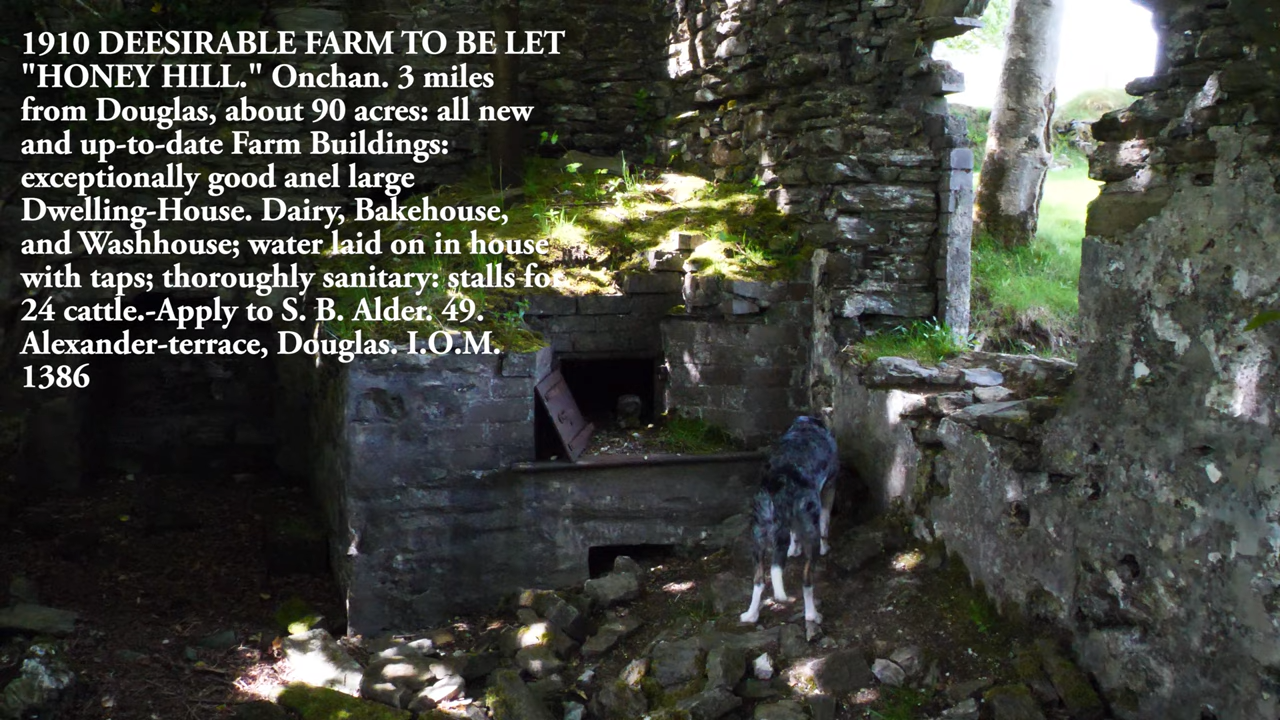 1910 DEESIRABLE FARM TO BE LET
"HONEY HILL." Onchan. 3 miles
from Douglas, about 90 acres: all new
and up-to-date Farm Buildings:
exceptionally good anel large
Dwelling-House. Dairy, Bakehouse,
and Washhouse; water laid on in house
with taps; thoroughly sanitary: stalls for
24 cattle.-Apply to S. B. Alder. 49.
Alexander-terrace, Douglas. I.O.M.
1386